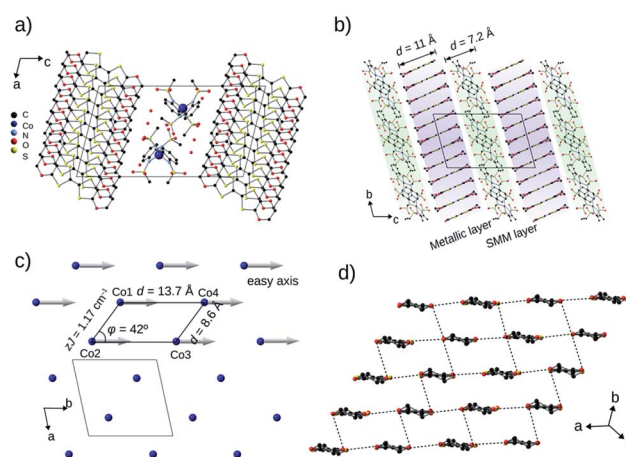 a)
c
a
C
Co
N
O
S
b)
d = 11 Å
d = 7.2 Å
Metallic layer
SMM layer
b
c
c)
easy axis
Co1
d = 13.7 Å
Co4
zJ = 1.17 cm⁻¹
φ = 42º
d = 8.6 Å
Co2
Co3
b
a
d)
b
a